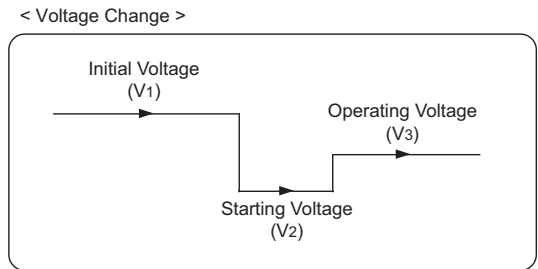 < Voltage Change >
Initial Voltage
(V1)
Operating Voltage
(V3)
Starting Voltage
(V2)